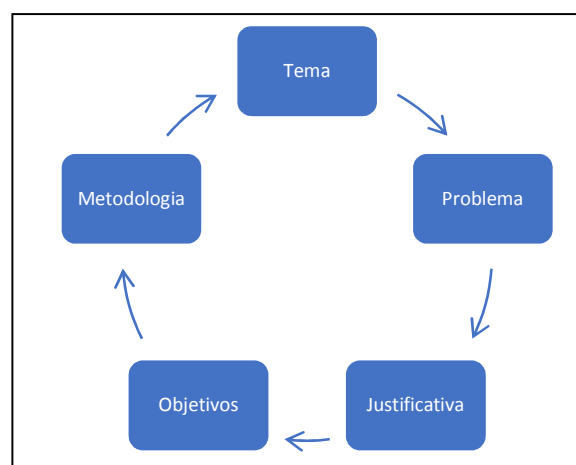 Tema
Problema
Justificativa
Objetivos
Metodologia